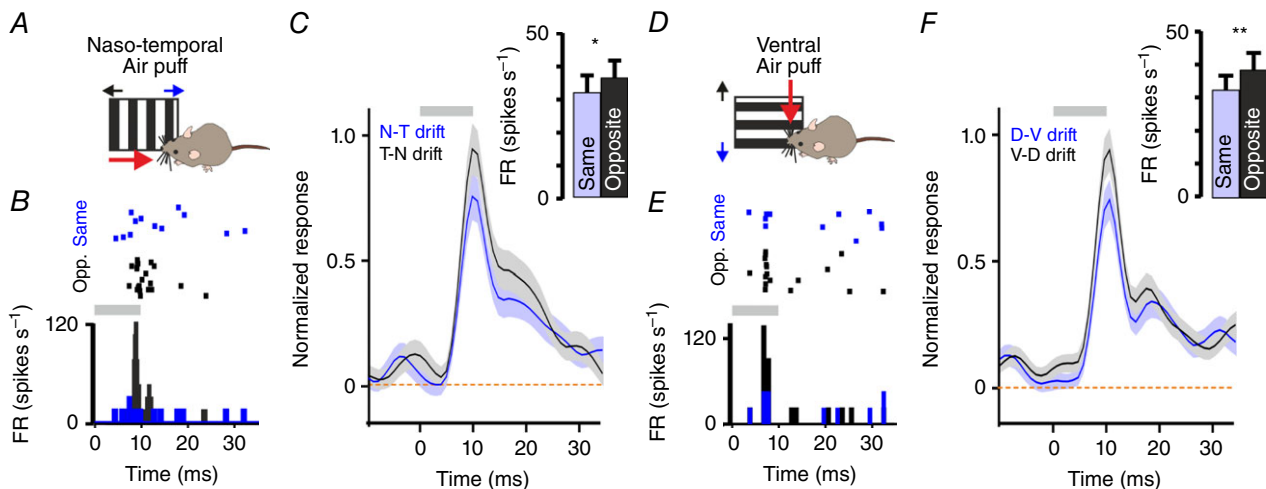 A
Naso-temporal
Air puff
B
Opp. Same
FR (spikes s⁻¹)
120
0
0 10 20 30
Time (ms)
C
N-T drift
T-N drift
Normalized response
1.0
0.5
0
0 10 20 30
Time (ms)
FR (spikes s⁻¹)
50
0
*
Same
Opposite
D
Ventral
Air puff
E
Opp. Same
FR (spikes s⁻¹)
120
0
0 10 20 30
Time (ms)
F
D-V drift
V-D drift
Normalized response
1.0
0.5
0
0 10 20 30
Time (ms)
FR (spikes s⁻¹)
50
0
**
Same
Opposite